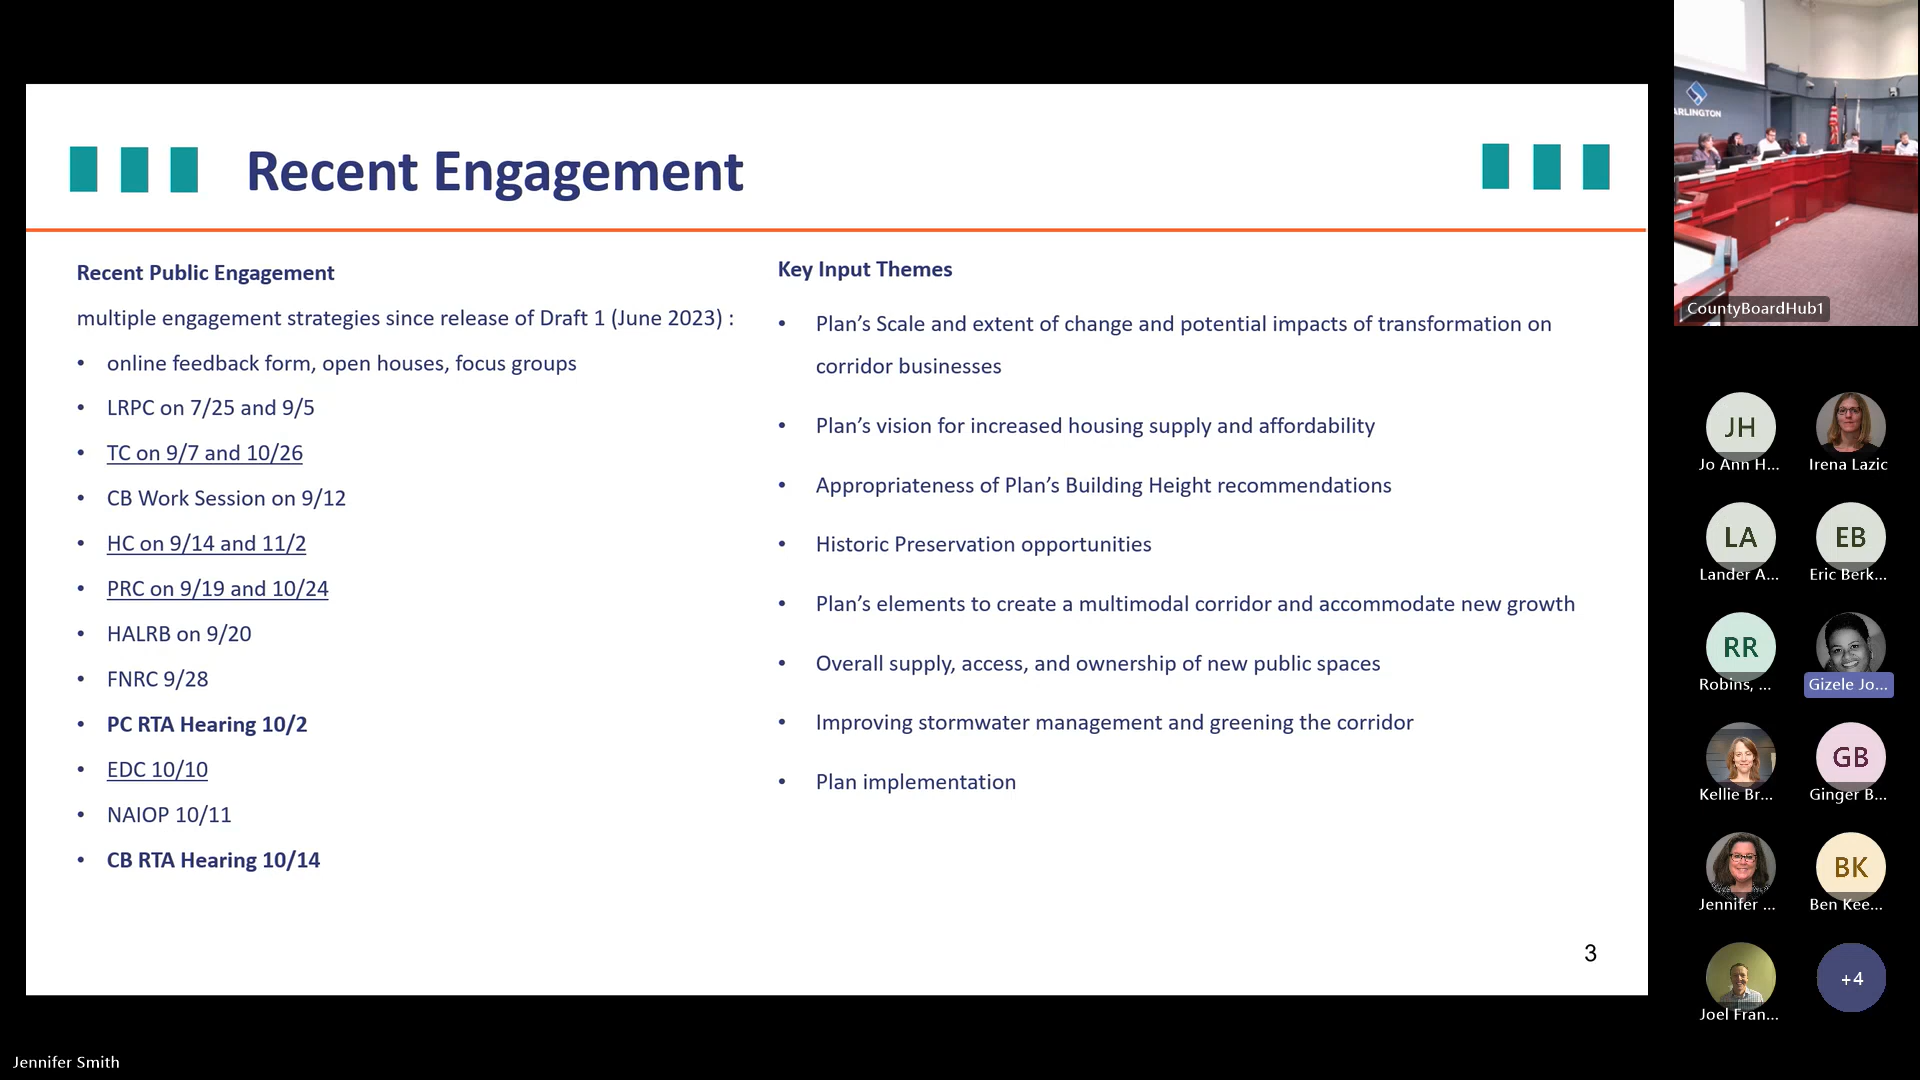 Recent Engagement
Recent Public Engagement
multiple engagement strategies since release of Draft 1 (June 2023) :
• online feedback form, open houses, focus groups
• LRPC on 7/25 and 9/5
• TC on 9/7 and 10/26
• CB Work Session on 9/12
• HC on 9/14 and 11/2
• PRC on 9/19 and 10/24
• HALRB on 9/20
• FNRC 9/28
• PC RTA Hearing 10/2
• EDC 10/10
• NAIOP 10/11
• CB RTA Hearing 10/14
Key Input Themes
• Plan’s Scale and extent of change and potential impacts of transformation on
corridor businesses
• Plan’s vision for increased housing supply and affordability
• Appropriateness of Plan’s Building Height recommendations
• Historic Preservation opportunities
• Plan’s elements to create a multimodal corridor and accommodate new growth
• Overall supply, access, and ownership of new public spaces
• Improving stormwater management and greening the corridor
• Plan implementation
3
ARLINGTON
CountyBoardHub1
JH
Jo Ann H...
Irena Lazic
LA
Lander A...
EB
Eric Berk...
RR
Robins, ...
Gizele Jo...
Kellie Br...
GB
Ginger B...
Jennifer ...
BK
Ben Kee...
Joel Fran...
+4
Jennifer Smith